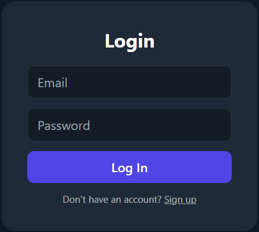 Login
Email
Password
Log In
Don't have an account? Sign up